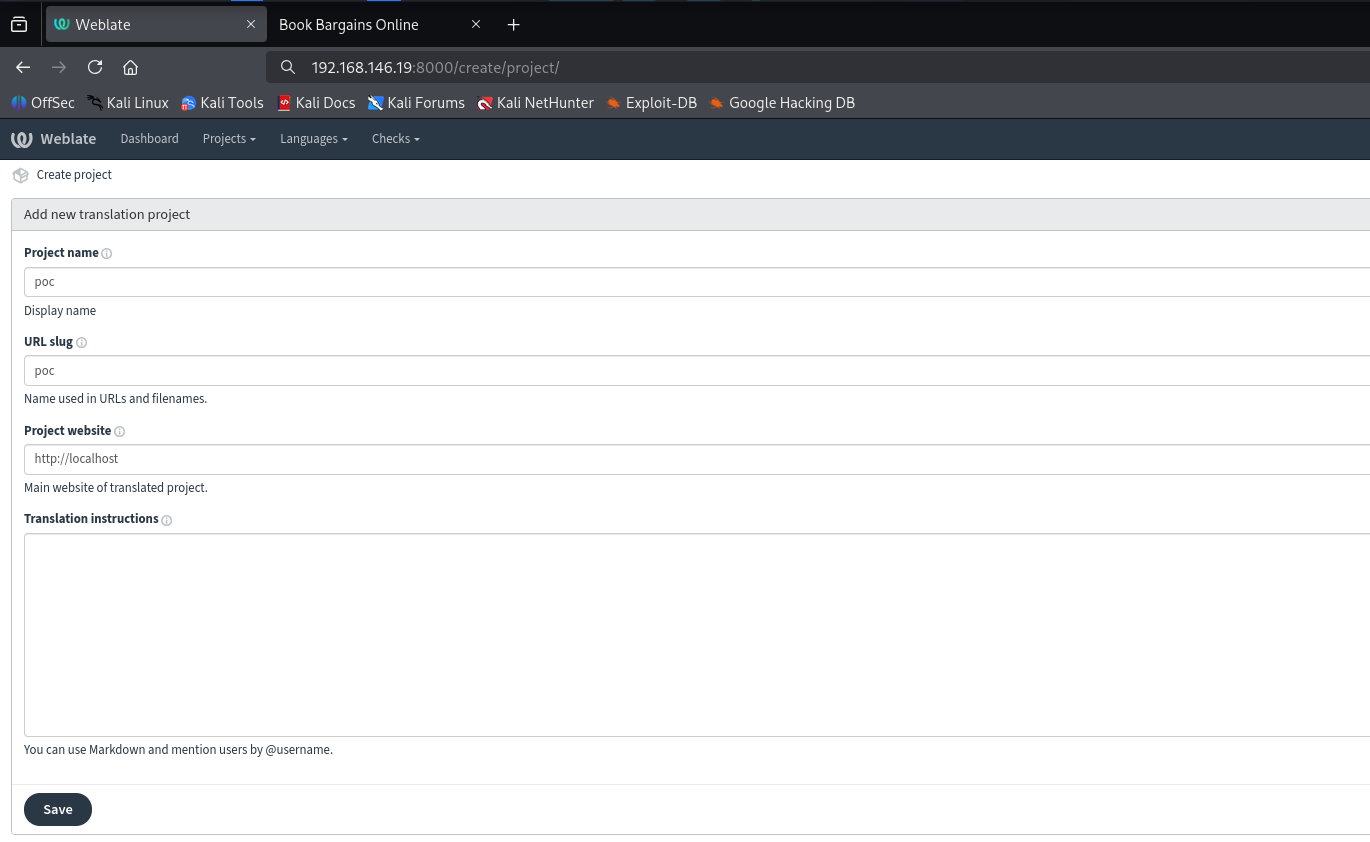 Weblate
Book Bargains Online
192.168.146.19:8000/create/project/
OffSec Kali Linux Kali Tools Kali Docs Kali Forums Kali NetHunter Exploit-DB Google Hacking DB
Weblate Dashboard Projects Languages Checks
Create project
Add new translation project
Project name
poc
Display name
URL slug
poc
Name used in URLs and filenames.
Project website
http://localhost
Main website of translated project.
Translation instructions
You can use Markdown and mention users by @username.
Save